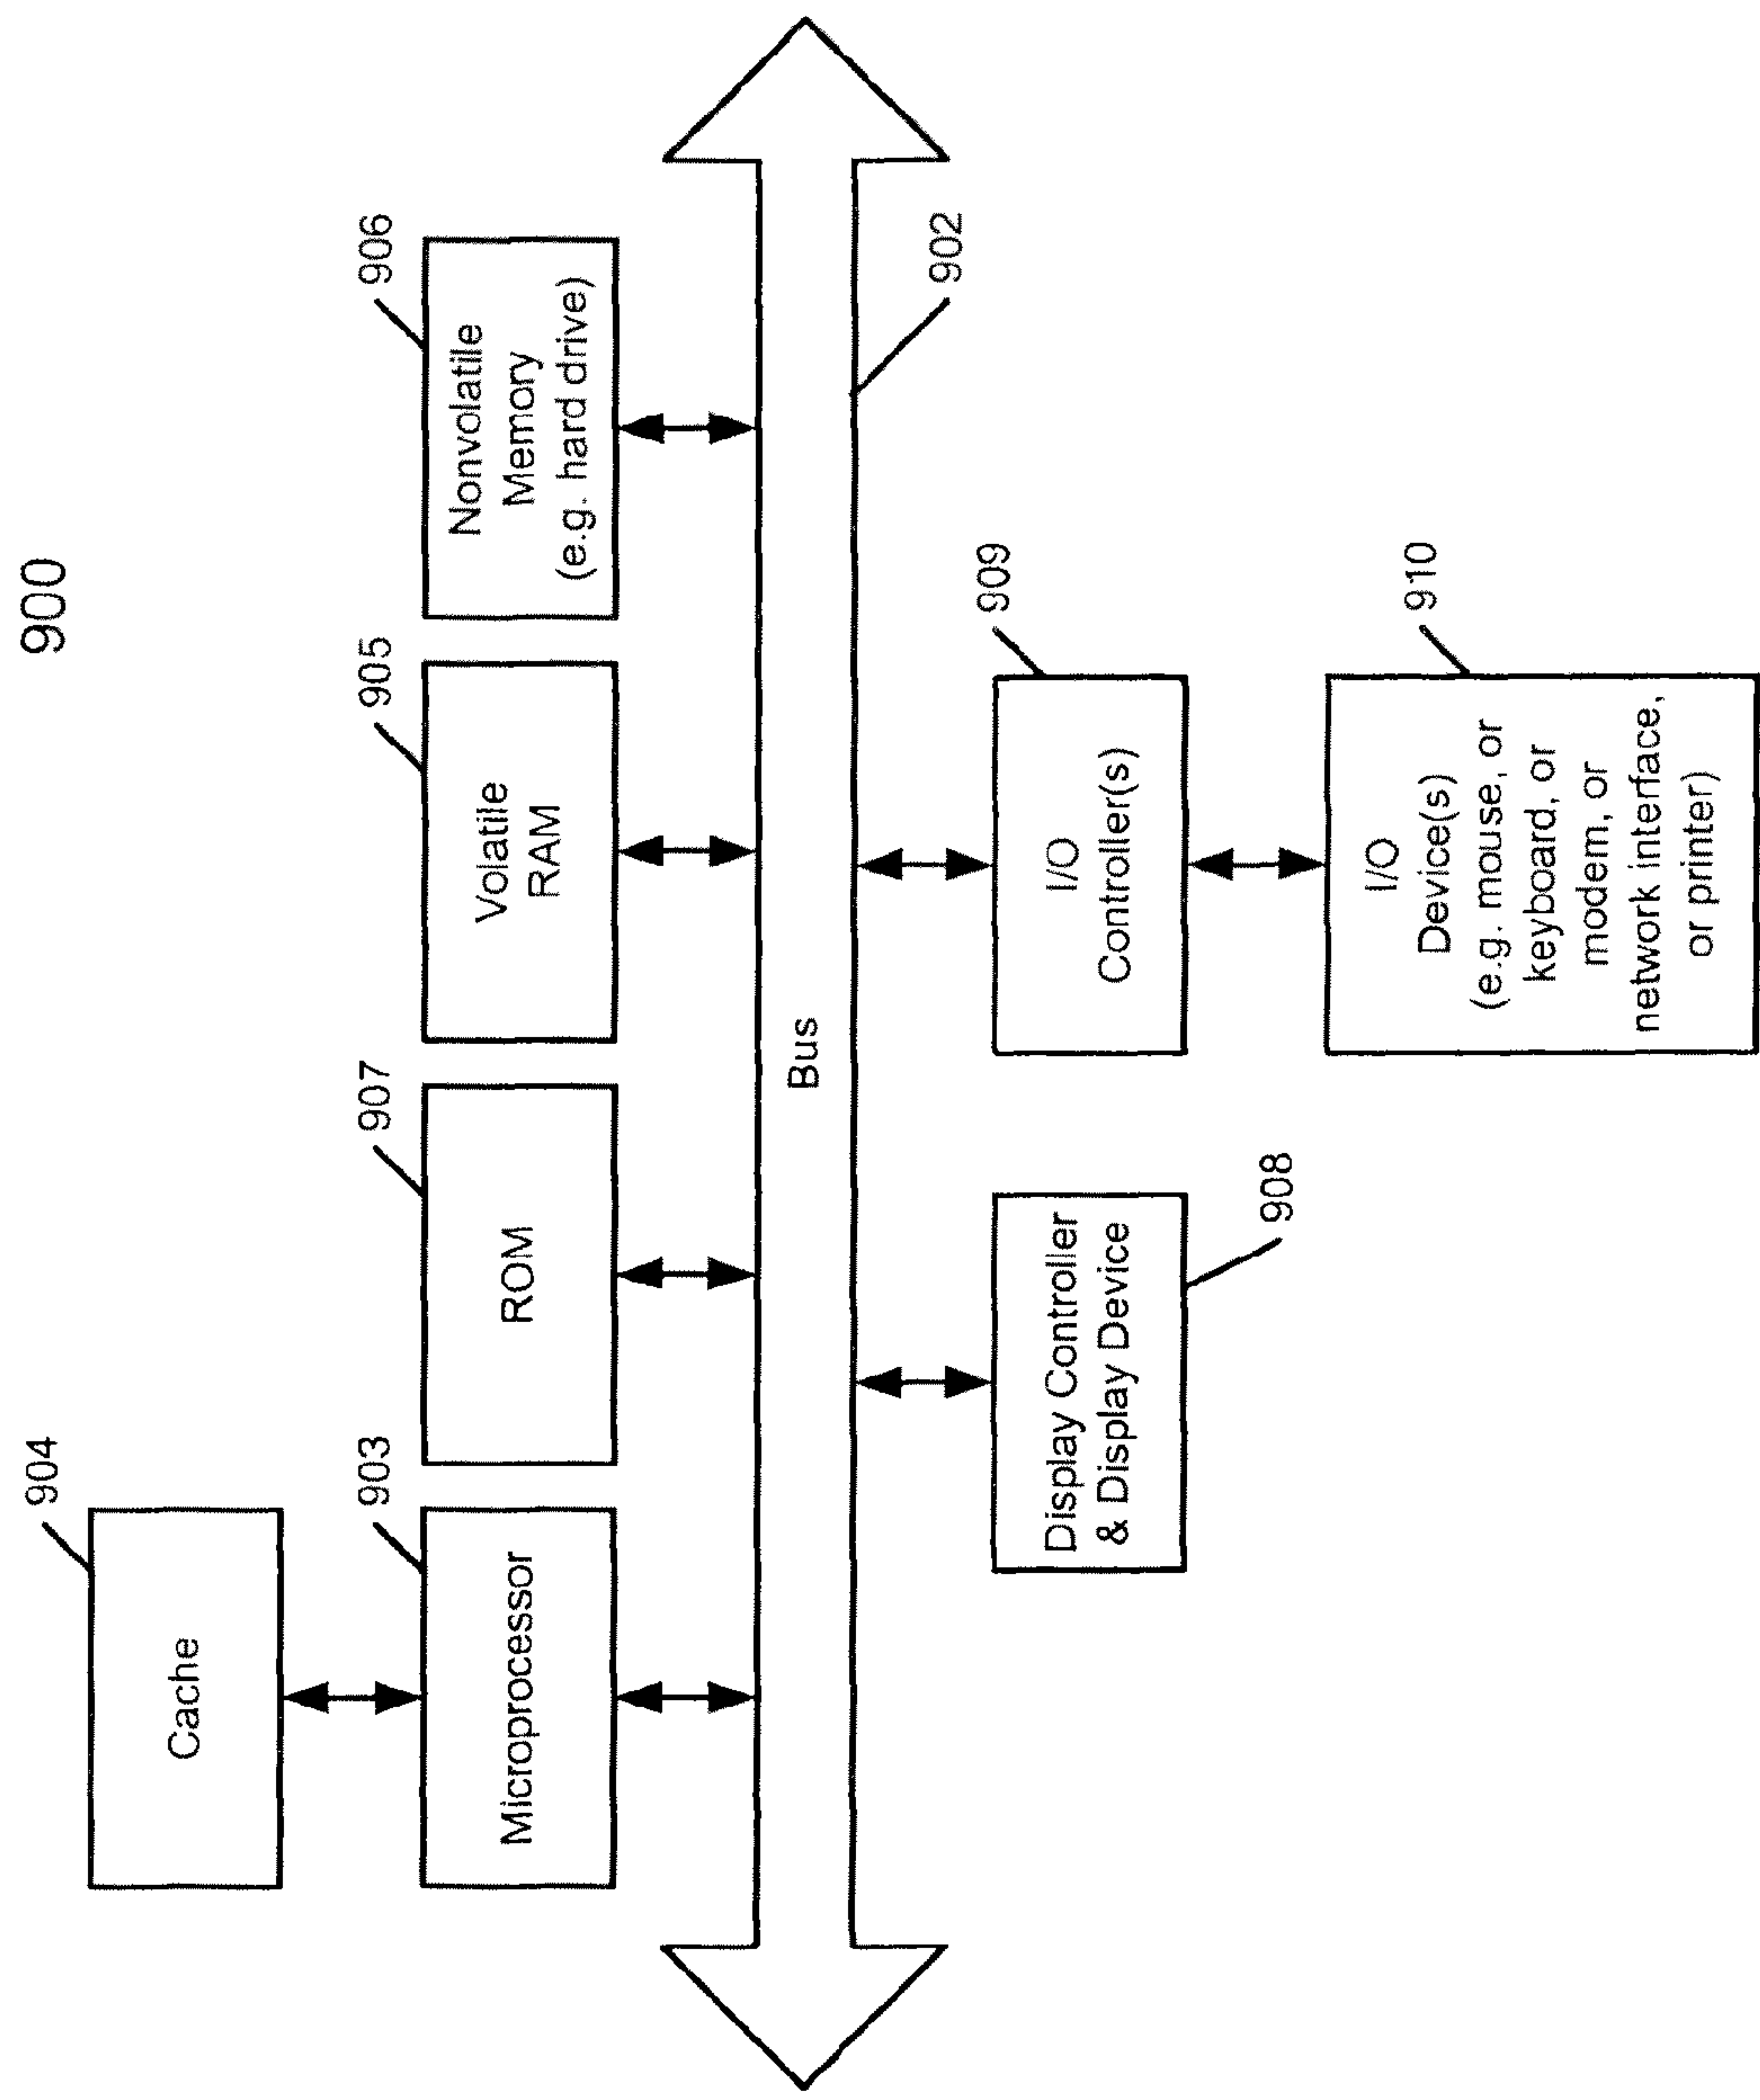 900
904
Cache
903
Microprocessor
907
ROM
905
Volatile
RAM
906
Nonvolatile
Memory
(e.g. hard drive)
Bus
902
Display Controller
& Display Device
908
I/O
Controller(s)
909
I/O
Device(s)
(e.g. mouse, or
keyboard, or
modem, or
network interface,
or printer)
910